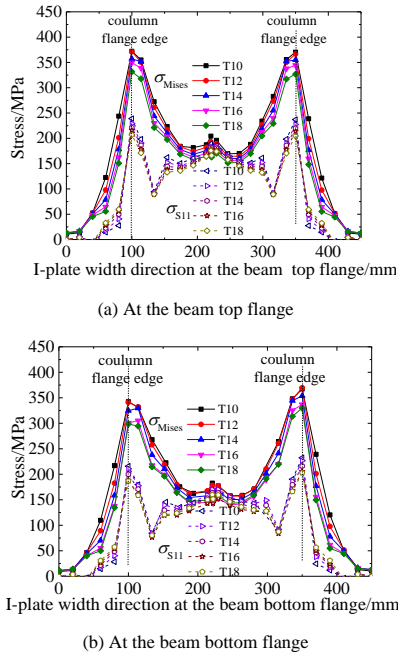 450
400
350
300
250
200
150
100
50
0
Stress/MPa
coulumn
flange edge
coulumn
flange edge
σMises
T10
T12
T14
T16
T18
σS11
T10
T12
T14
T16
T18
0 100 200 300 400
I-plate width direction at the beam top flange/mm
(a) At the beam top flange
450
400
350
300
250
200
150
100
50
0
Stress/MPa
coulumn
flange edge
coulumn
flange edge
σMises
T10
T12
T14
T16
T18
σS11
T10
T12
T14
T16
T18
0 100 200 300 400
I-plate width direction at the beam bottom flange/mm
(b) At the beam bottom flange